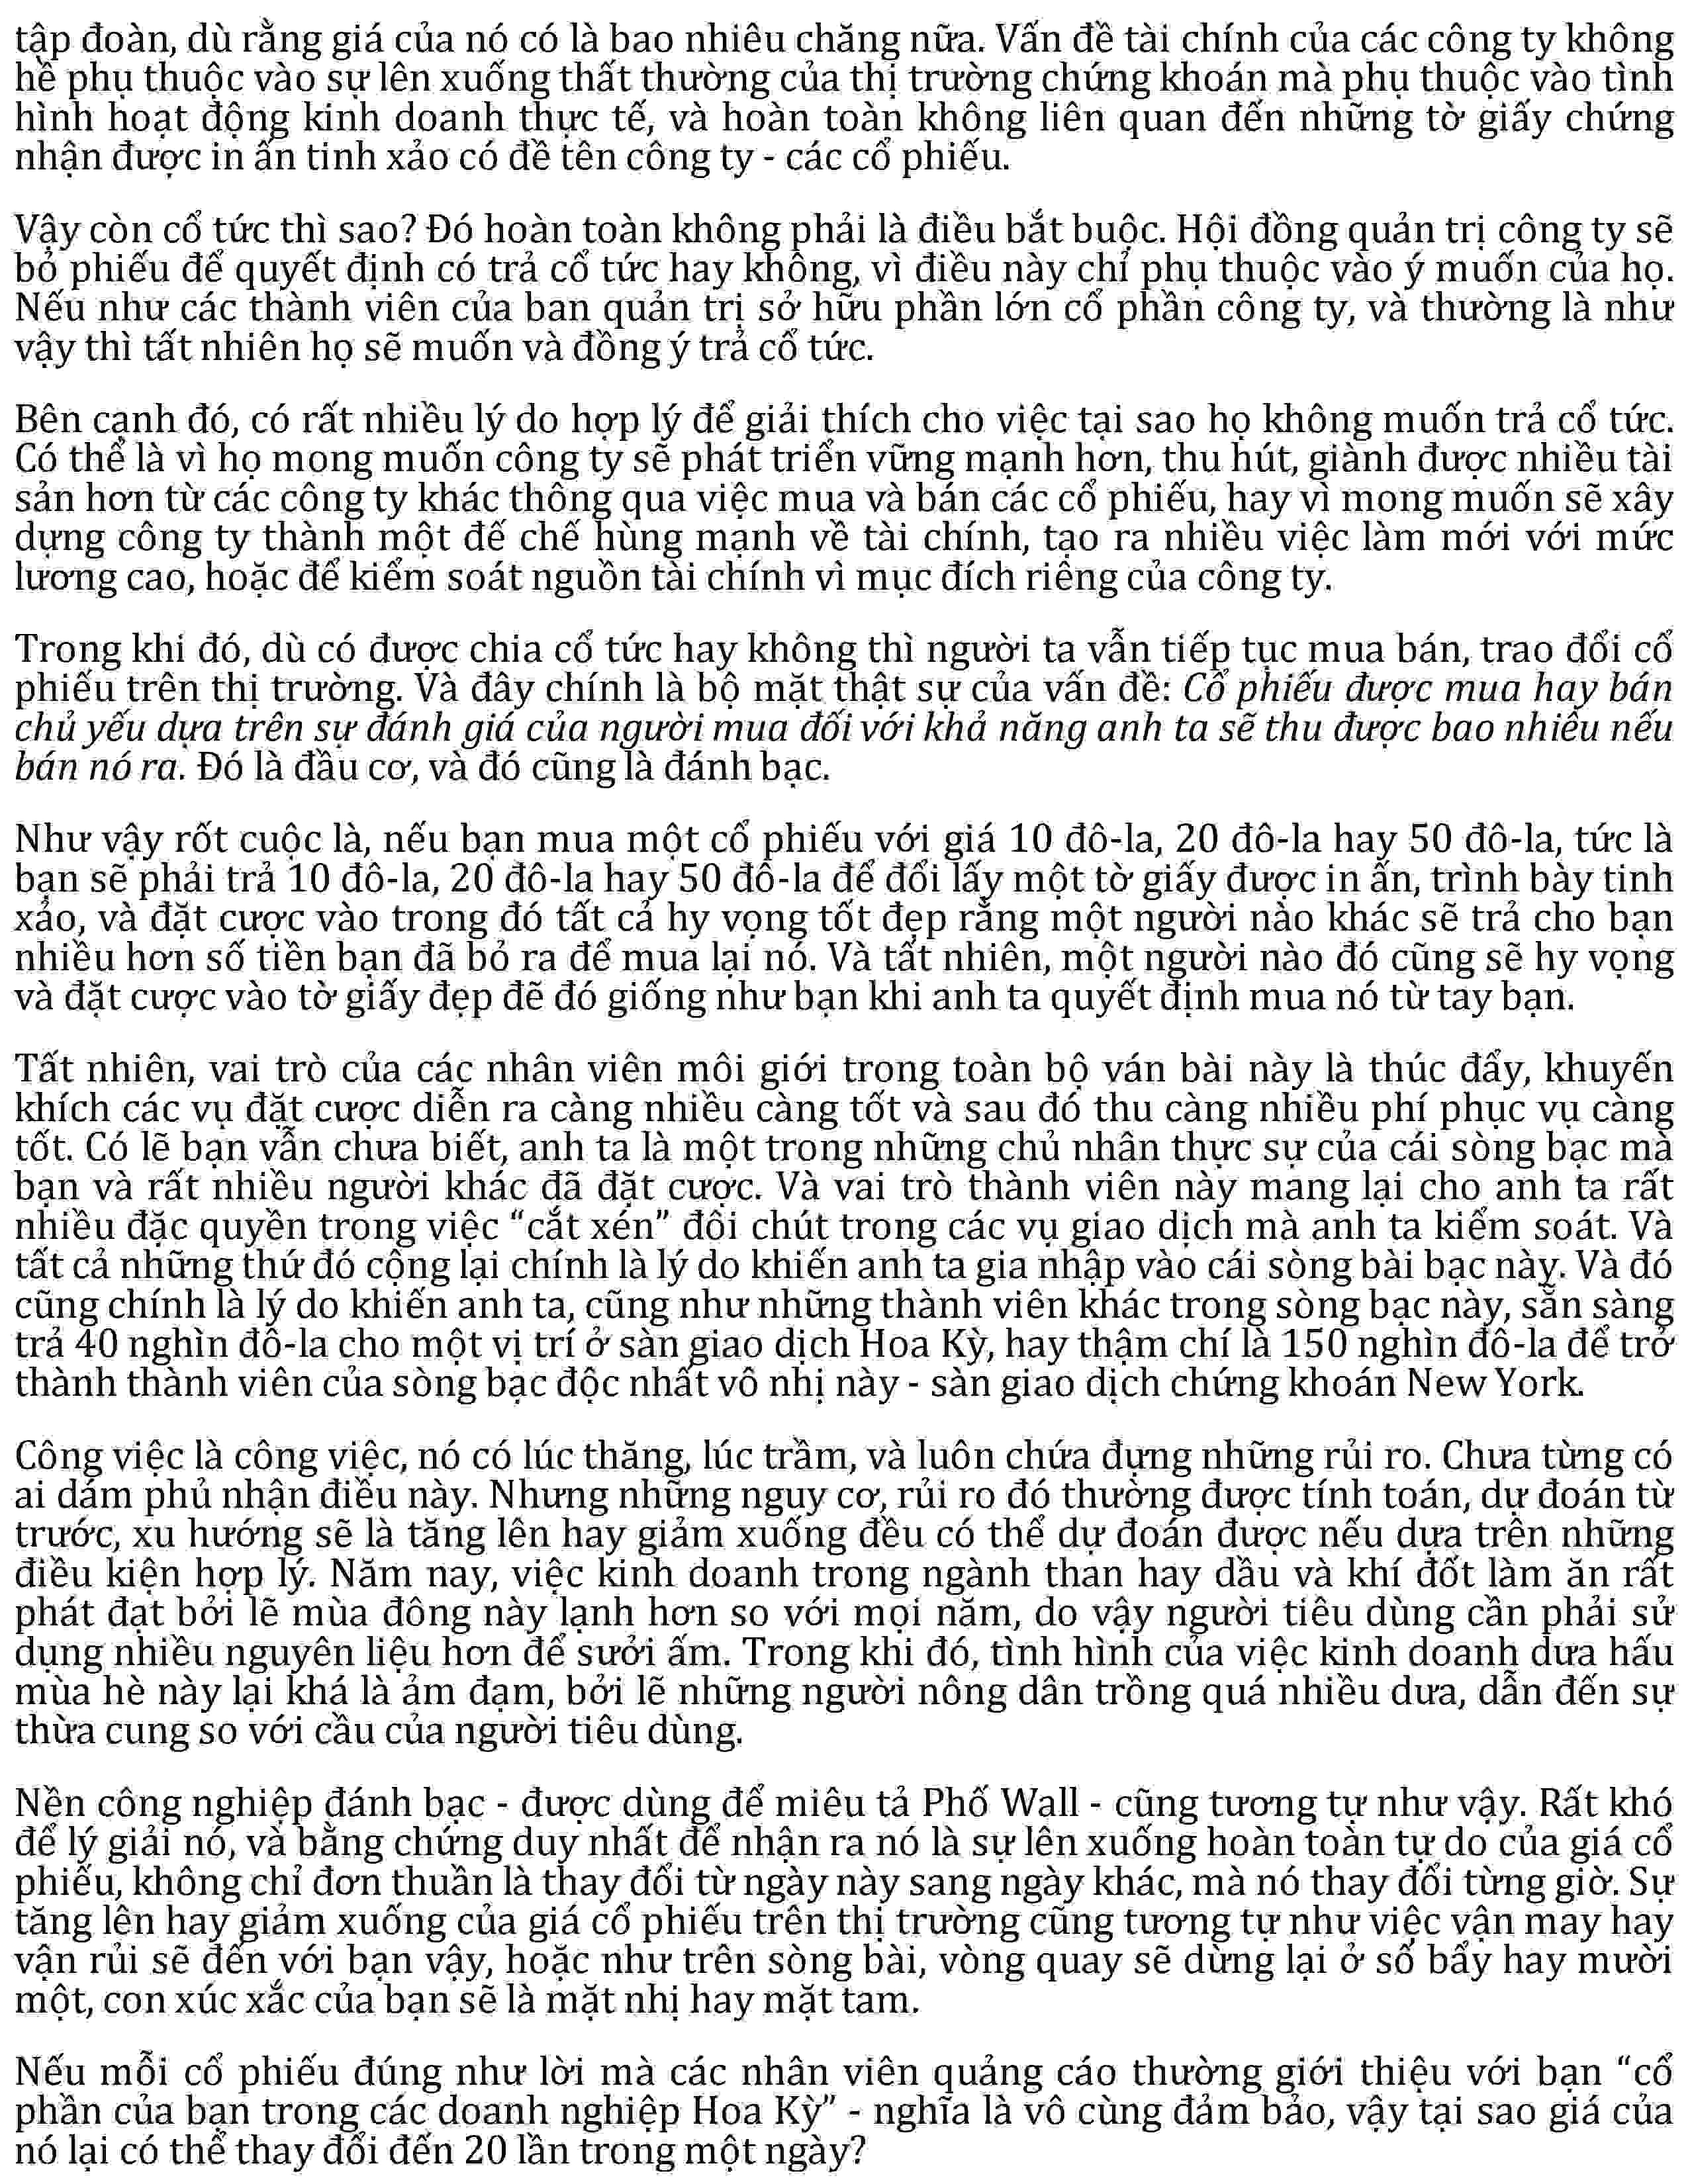 tập đoàn, dù rằng giá của nó có là bao nhiêu chăng nữa. Vấn đề tài chính của các công ty không
hề phụ thuộc vào sự lên xuống thất thường của thị trường chứng khoán mà phụ thuộc vào tình
hình hoạt động kinh doanh thực tế, và hoàn toàn không liên quan đến những tờ giấy chứng
nhận được in ấn tinh xảo có đề tên công ty - các cổ phiếu.
Vậy còn cổ tức thì sao? Đó hoàn toàn không phải là điều bắt buộc. Hội đồng quản trị công ty sẽ
bỏ phiếu để quyết định có trả cổ tức hay không, vì điều này chỉ phụ thuộc vào ý muốn của họ.
Nếu như các thành viên của ban quản trị sở hữu phần lớn cổ phần công ty, và thường là như
vậy thì tất nhiên họ sẽ muốn và đồng ý trả cổ tức.
Bên cạnh đó, có rất nhiều lý do hợp lý để giải thích cho việc tại sao họ không muốn trả cổ tức.
Có thể là vì họ mong muốn công ty sẽ phát triển vững mạnh hơn, thu hút, giành được nhiều tài
sản hơn từ các công ty khác thông qua việc mua và bán các cổ phiếu, hay vì mong muốn sẽ xây
dựng công ty thành một đế chế hùng mạnh về tài chính, tạo ra nhiều việc làm mới với mức
lương cao, hoặc để kiểm soát nguồn tài chính vì mục đích riêng của công ty.
Trong khi đó, dù có được chia cổ tức hay không thì người ta vẫn tiếp tục mua bán, trao đổi cổ
phiếu trên thị trường. Và đây chính là bộ mặt thật sự của vấn đề: Cổ phiếu được mua hay bán
chủ yếu dựa trên sự đánh giá của người mua đối với khả năng anh ta sẽ thu được bao nhiêu nếu
bán nó ra. Đó là đầu cơ, và đó cũng là đánh bạc.
Như vậy rốt cuộc là, nếu bạn mua một cổ phiếu với giá 10 đô-la, 20 đô-la hay 50 đô-la, tức là
bạn sẽ phải trả 10 đô-la, 20 đô-la hay 50 đô-la để đổi lấy một tờ giấy được in ấn, trình bày tinh
xảo, và đặt cược vào trong đó tất cả hy vọng tốt đẹp rằng một người nào khác sẽ trả cho bạn
nhiều hơn số tiền bạn đã bỏ ra để mua lại nó. Và tất nhiên, một người nào đó cũng sẽ hy vọng
và đặt cược vào tờ giấy đẹp đẽ đó giống như bạn khi anh ta quyết định mua nó từ tay bạn.
Tất nhiên, vai trò của các nhân viên môi giới trong toàn bộ ván bài này là thúc đẩy, khuyến
khích các vụ đặt cược diễn ra càng nhiều càng tốt và sau đó thu càng nhiều phí phục vụ càng
tốt. Có lẽ bạn vẫn chưa biết, anh ta là một trong những chủ nhân thực sự của cái sòng bạc mà
bạn và rất nhiều người khác đã đặt cược. Và vai trò thành viên này mang lại cho anh ta rất
nhiều đặc quyền trong việc “cắt xén” đôi chút trong các vụ giao dịch mà anh ta kiểm soát. Và
tất cả những thứ đó cộng lại chính là lý do khiến anh ta gia nhập vào cái sòng bài bạc này. Và đó
cũng chính là lý do khiến anh ta, cũng như những thành viên khác trong sòng bạc này, sẵn sàng
trả 40 nghìn đô-la cho một vị trí ở sàn giao dịch Hoa Kỳ, hay thậm chí là 150 nghìn đô-la để trở
thành thành viên của sòng bạc độc nhất vô nhị này - sàn giao dịch chứng khoán New York.
Công việc là công việc, nó có lúc thăng, lúc trầm, và luôn chứa đựng những rủi ro. Chưa từng có
ai dám phủ nhận điều này. Nhưng những nguy cơ, rủi ro đó thường được tính toán, dự đoán từ
trước, xu hướng sẽ là tăng lên hay giảm xuống đều có thể dự đoán được nếu dựa trên những
điều kiện hợp lý. Năm nay, việc kinh doanh trong ngành than hay dầu và khí đốt làm ăn rất
phát đạt bởi lẽ mùa đông này lạnh hơn so với mọi năm, do vậy người tiêu dùng cần phải sử
dụng nhiều nguyên liệu hơn để sưởi ấm. Trong khi đó, tình hình của việc kinh doanh dưa hấu
mùa hè này lại khá là ảm đạm, bởi lẽ những người nông dân trồng quá nhiều dưa, dẫn đến sự
thừa cung so với cầu của người tiêu dùng.
Nền công nghiệp đánh bạc - được dùng để miêu tả Phố Wall - cũng tương tự như vậy. Rất khó
để lý giải nó, và bằng chứng duy nhất để nhận ra nó là sự lên xuống hoàn toàn tự do của giá cổ
phiếu, không chỉ đơn thuần là thay đổi từ ngày này sang ngày khác, mà nó thay đổi từng giờ. Sự
tăng lên hay giảm xuống của giá cổ phiếu trên thị trường cũng tương tự như việc vận may hay
vận rủi sẽ đến với bạn vậy, hoặc như trên sòng bài, vòng quay sẽ dừng lại ở số bẩy hay mười
một, con xúc xắc của bạn sẽ là mặt nhị hay mặt tam.
Nếu mỗi cổ phiếu đúng như lời mà các nhân viên quảng cáo thường giới thiệu với bạn “cổ
phần của bạn trong các doanh nghiệp Hoa Kỳ” - nghĩa là vô cùng đảm bảo, vậy tại sao giá của
nó lại có thể thay đổi đến 20 lần trong một ngày?